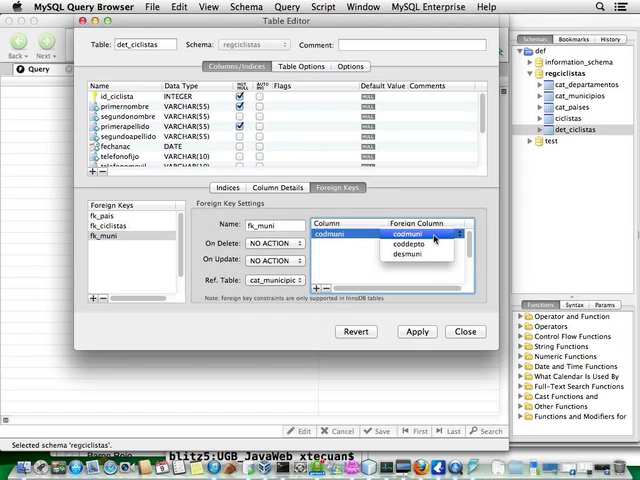 MySQL Query Browser File Edit View Schema Query Script Window MySQL Enterprise Help
Table Editor
Table: det_ciclistas Schema: regciclistas Comment:
Back Next
Query
Columns/Indices Table Options Options
Name Data Type NOT NULL AUTO INC Flags Default Value Comments
id_ciclista INTEGER NULL
primernombre VARCHAR(55) NULL
segundonombre VARCHAR(55) NULL
primerapellido VARCHAR(55) NULL
segundoapellido VARCHAR(55) NULL
fechanac DATE NULL
telefonofijo VARCHAR(10) NULL
telefonomovil VARCHAR(10) NULL
Indices Column Details Foreign Keys
Foreign Keys
fk_pais
fk_ciclistas
fk_muni
Foreign Key Settings
Name: fk_muni
On Delete: NO ACTION
On Update: NO ACTION
Ref. Table: cat_municipic
Column Foreign Column
codmuni codmuni
coddepto
desmuni
Note: foreign key constraints are only supported in InnoDB tables
Revert Apply Close
Schemas Bookmarks History
def
information_schema
regciclistas
cat_departamentos
cat_municipios
cat_paises
ciclistas
det_ciclistas
test
Functions Syntax Params
Operator and Function
Operators
Control Flow Functions
String Functions
Numeric Functions
Date and Time Functions
What Calendar Is Used
Full-Text Search Functions
Cast Functions and
Other Functions
Functions and Modifiers for
Edit Cancel Save First Last Search
Selected schema 'regciclistas'.
blitz5:UGB_JavaWeb xtecuan$